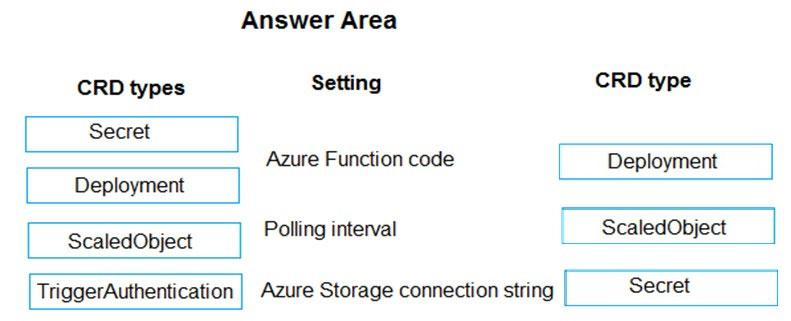 Answer Area
CRD types Setting CRD type
Secret
Azure Function code Deployment
Deployment
Polling interval ScaledObject
ScaledObject
TriggerAuthentication Azure Storage connection string Secret